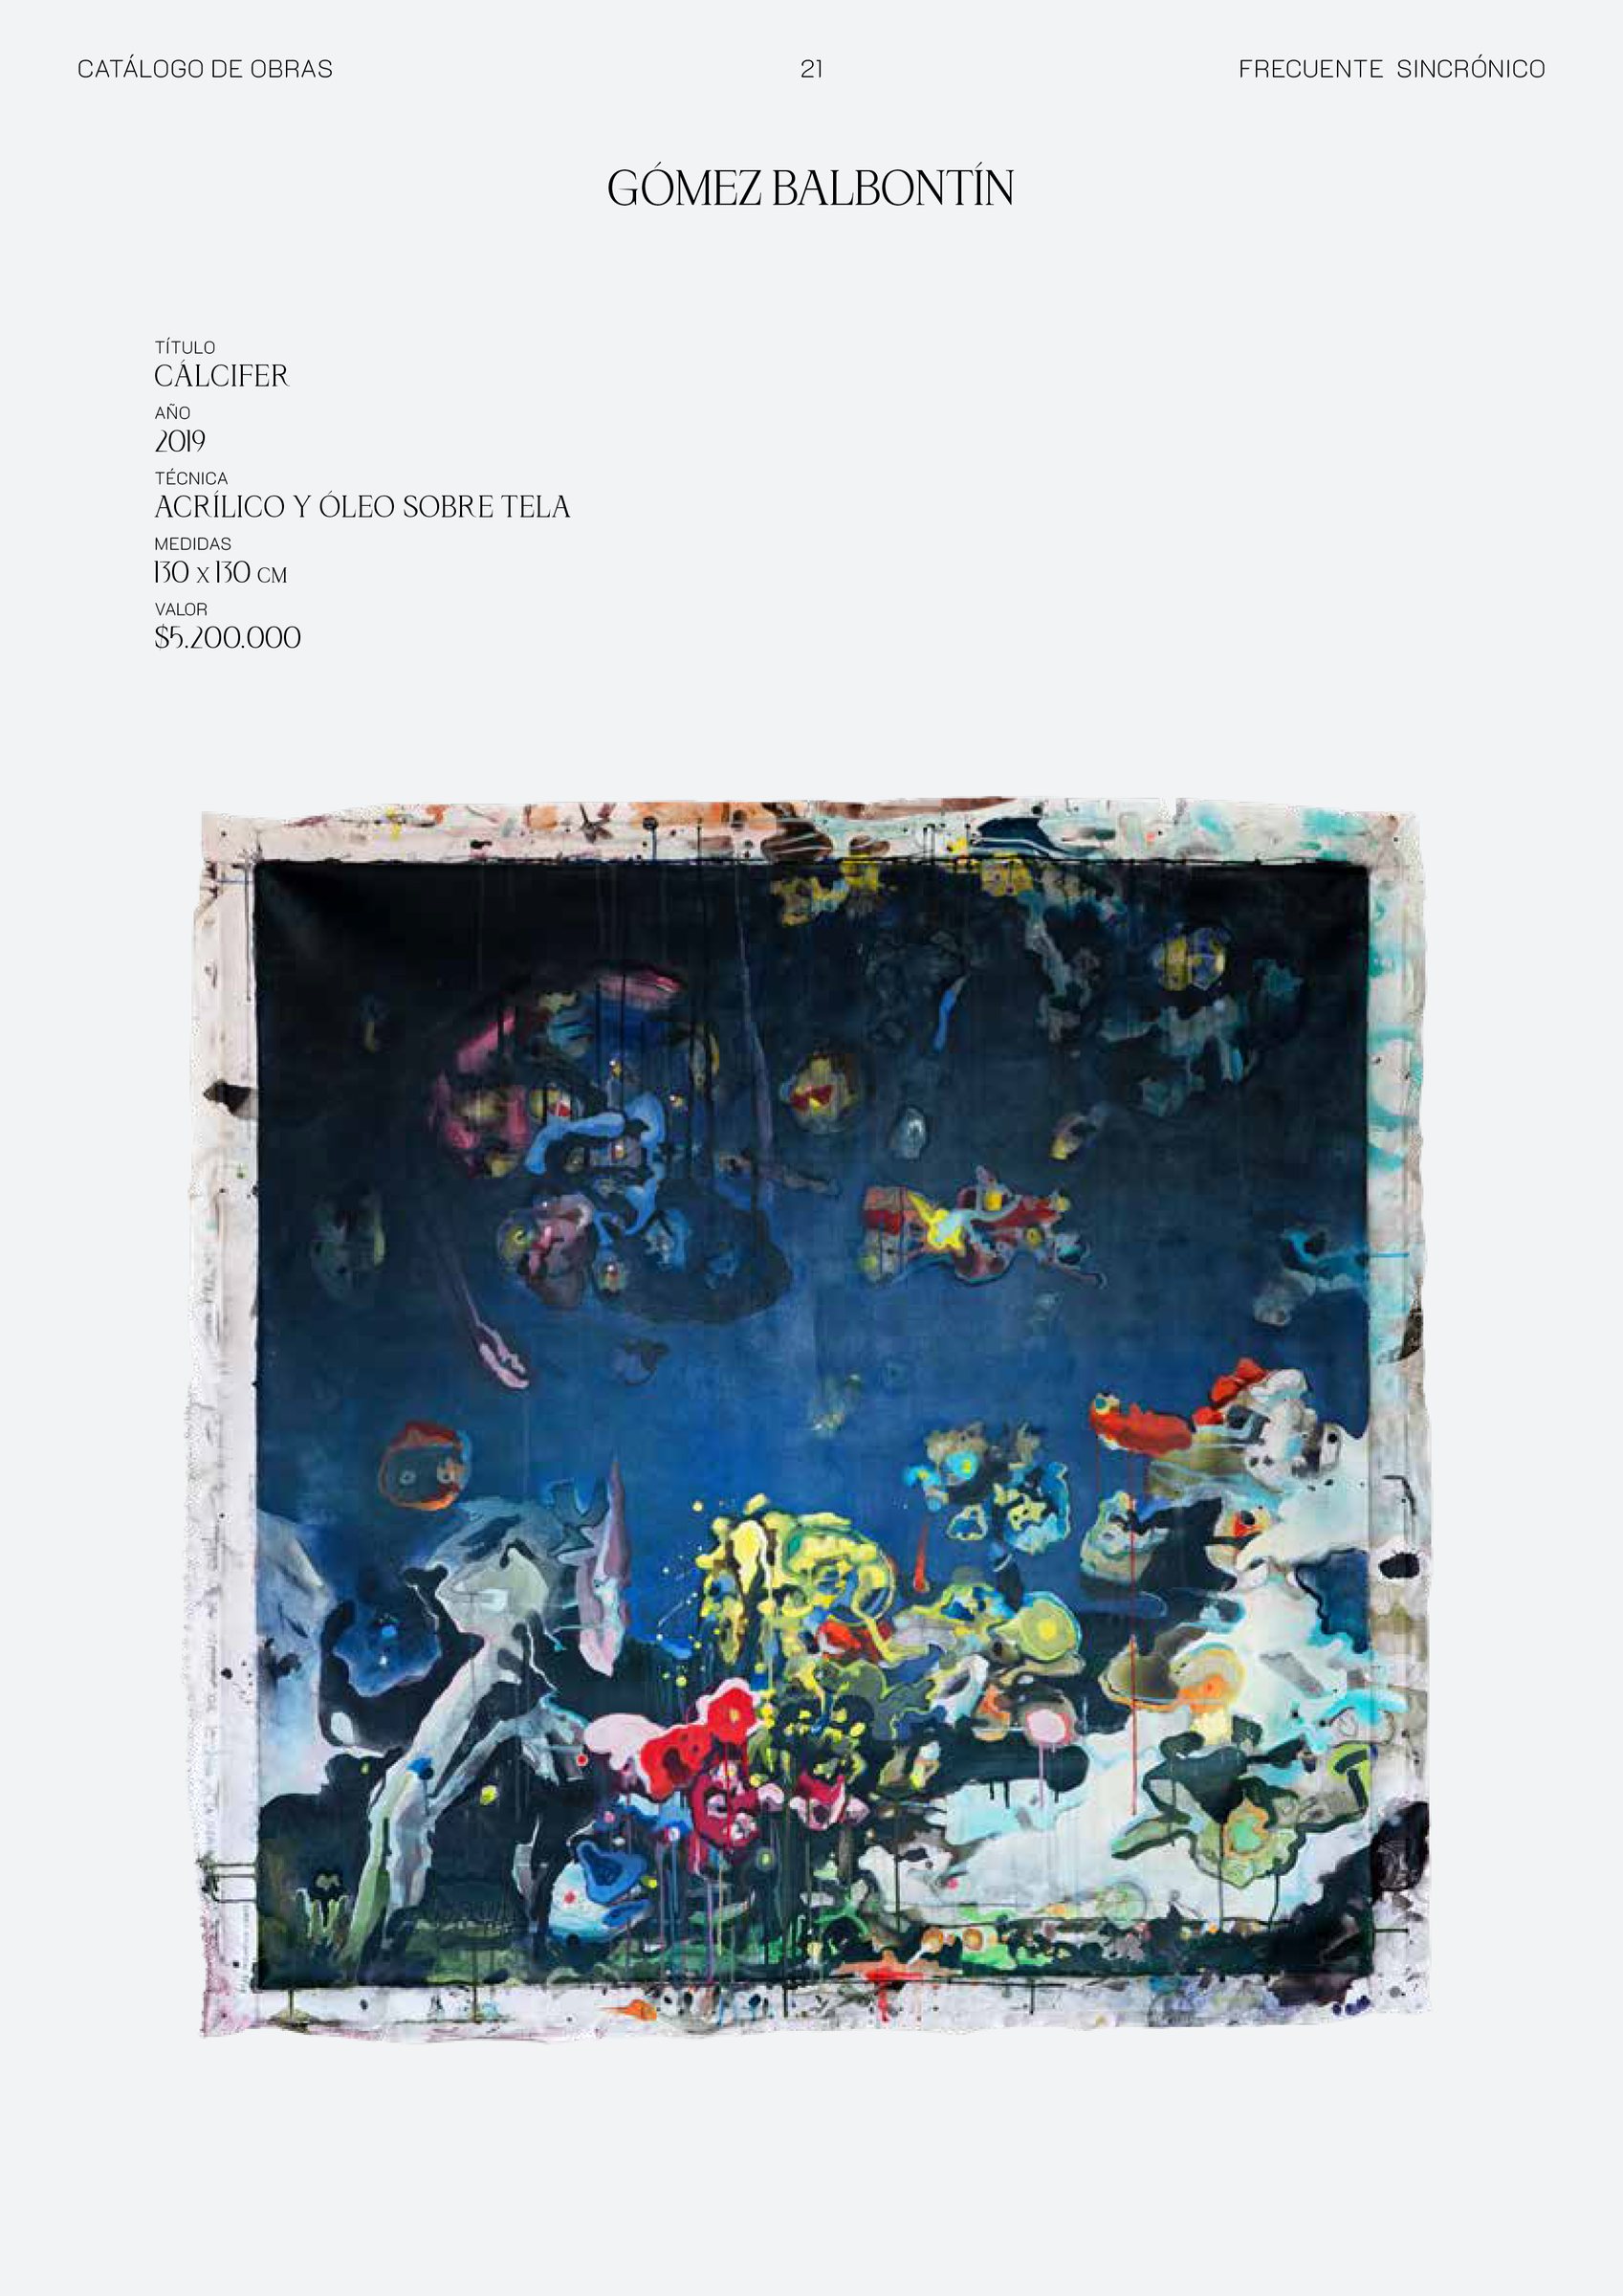 CATÁLOGO DE OBRAS
21
FRECUENTE SINCRÓNICO
GÓMEZ BALBONTÍN
TÍTULO
CÁLCIFER
AÑO
2019
TÉCNICA
ACRÍLICO Y ÓLEO SOBRE TELA
MEDIDAS
130 X 130 CM
VALOR
$5.200.000